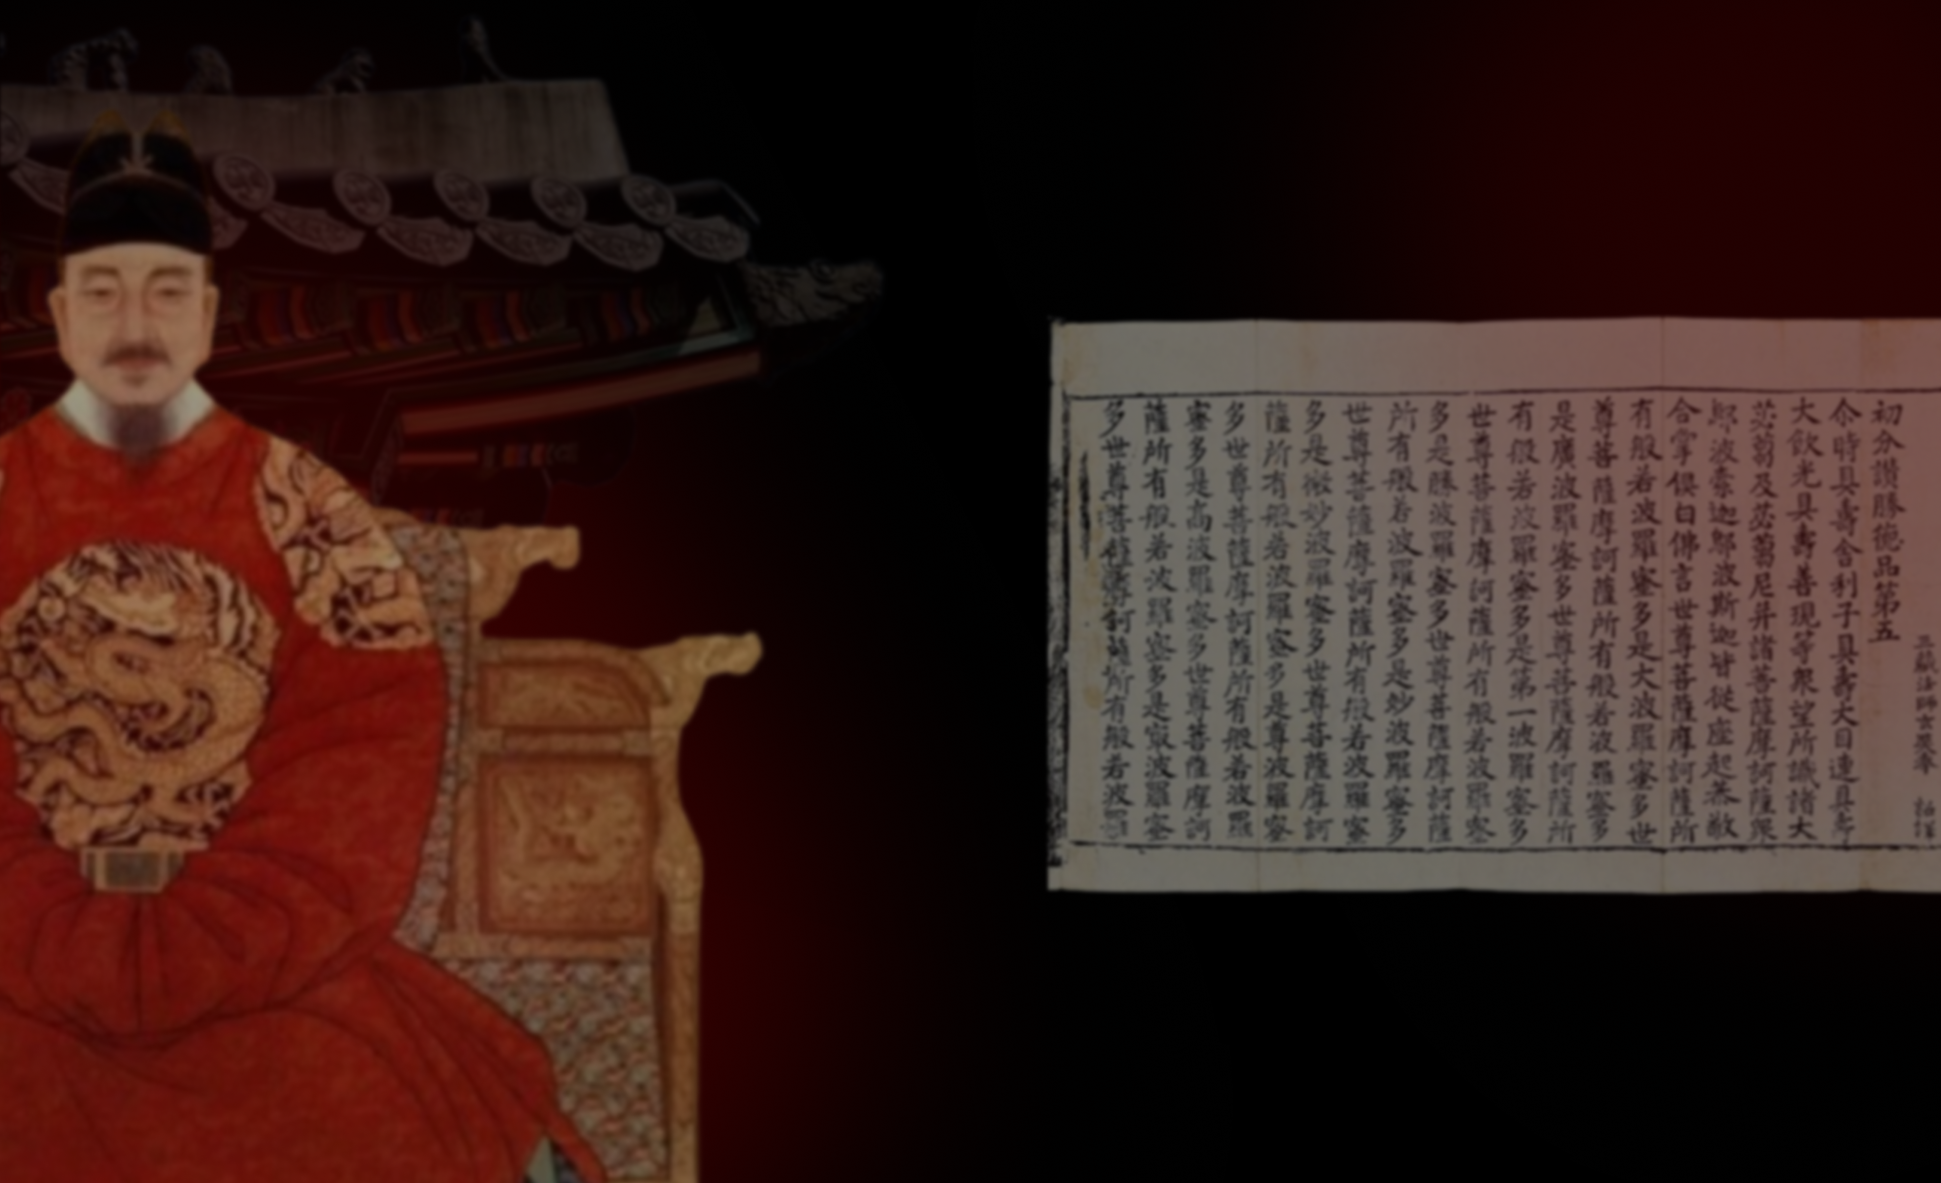 三藏法師玄奘奉 詔譯
初分讚勝德品第五
尒時具壽舍利子具壽大目連具壽
大飲光具壽善現等衆望所識諸大
苾芻及苾芻尼并諸菩薩摩訶薩衆
鄔波索迦鄔波斯迦皆從座起恭敬
合掌俱白佛言世尊菩薩摩訶薩所
有般若波羅蜜多是大波羅蜜多世
尊菩薩摩訶薩所有般若波羅蜜多
是廣波羅蜜多世尊菩薩摩訶薩所
有般若波羅蜜多是第一波羅蜜多
世尊菩薩摩訶薩所有般若波羅蜜
多是勝波羅蜜多世尊菩薩摩訶薩
所有般若波羅蜜多是妙波羅蜜多
世尊菩薩摩訶薩所有般若波羅蜜
多是微妙波羅蜜多世尊菩薩摩訶
薩所有般若波羅蜜多是尊波羅蜜
多世尊菩薩摩訶薩所有般若波羅
蜜多是高波羅蜜多世尊菩薩摩訶
薩所有般若波羅蜜多是最波羅蜜
多世尊菩薩摩訶薩所有般若波羅